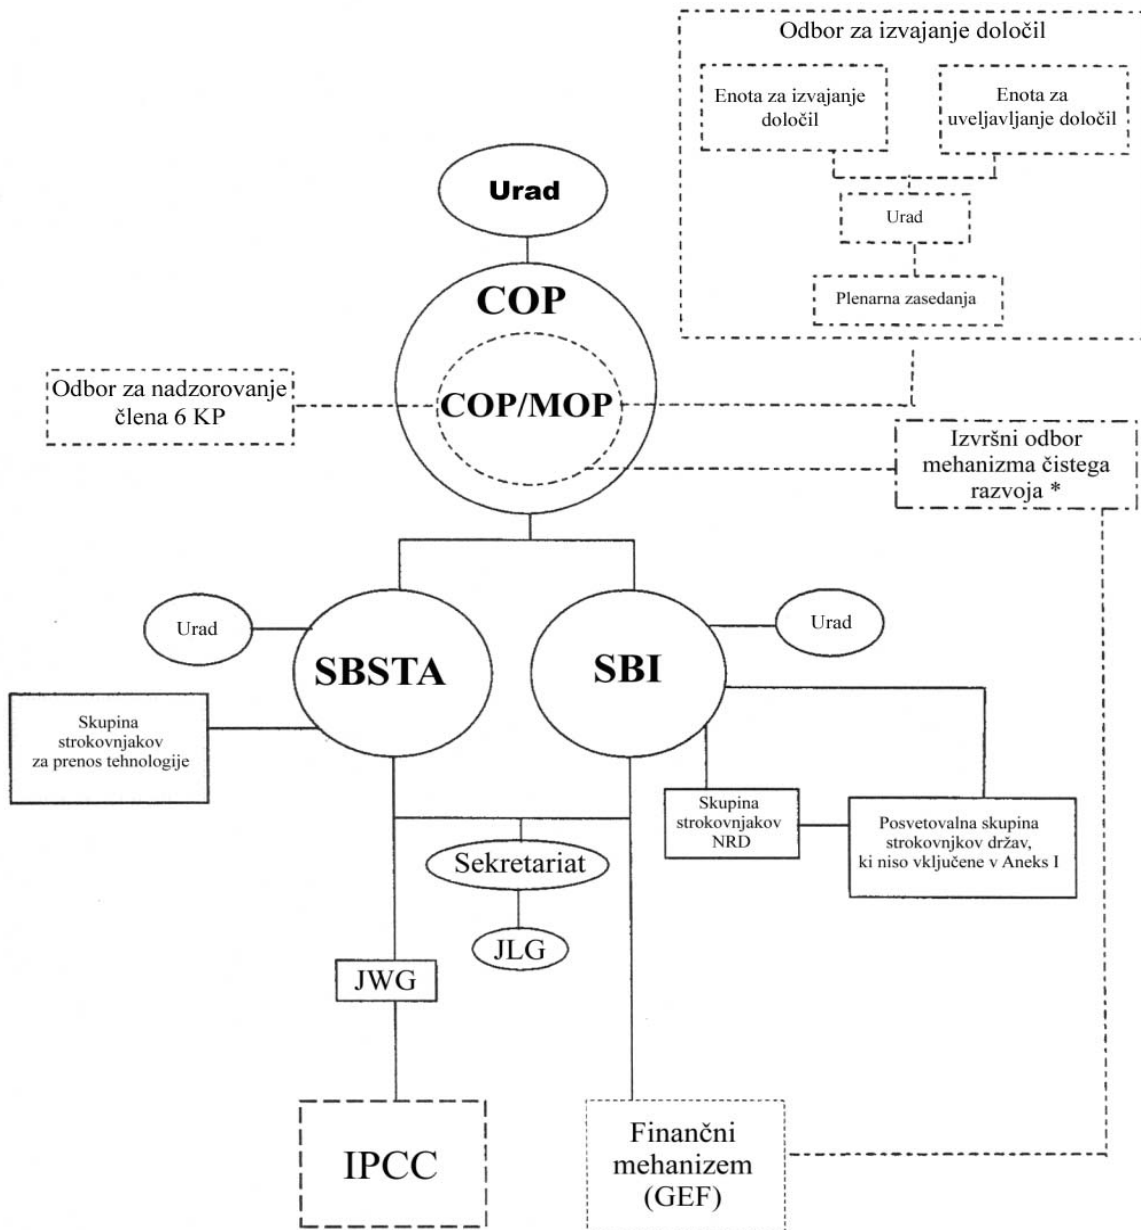 Odbor za izvajanje določil
Enota za izvajanje
določil
Enota za
uveljavljanje določil
Urad
Plenarna zasedanja
Urad
COP
COP/MOP
Odbor za nadzorovanje
člena 6 KP
Izvršni odbor
mehanizma čistega
razvoja *
Urad
SBSTA
SBI
Urad
Skupina
strokovnjakov
za prenos tehnologije
Skupina
strokovnjakov
NRD
Posvetovalna skupina
strokovnjkov držav,
ki niso vključene v Aneks I
Sekretariat
JLG
JWG
IPCC
Finančni
mehanizem
(GEF)